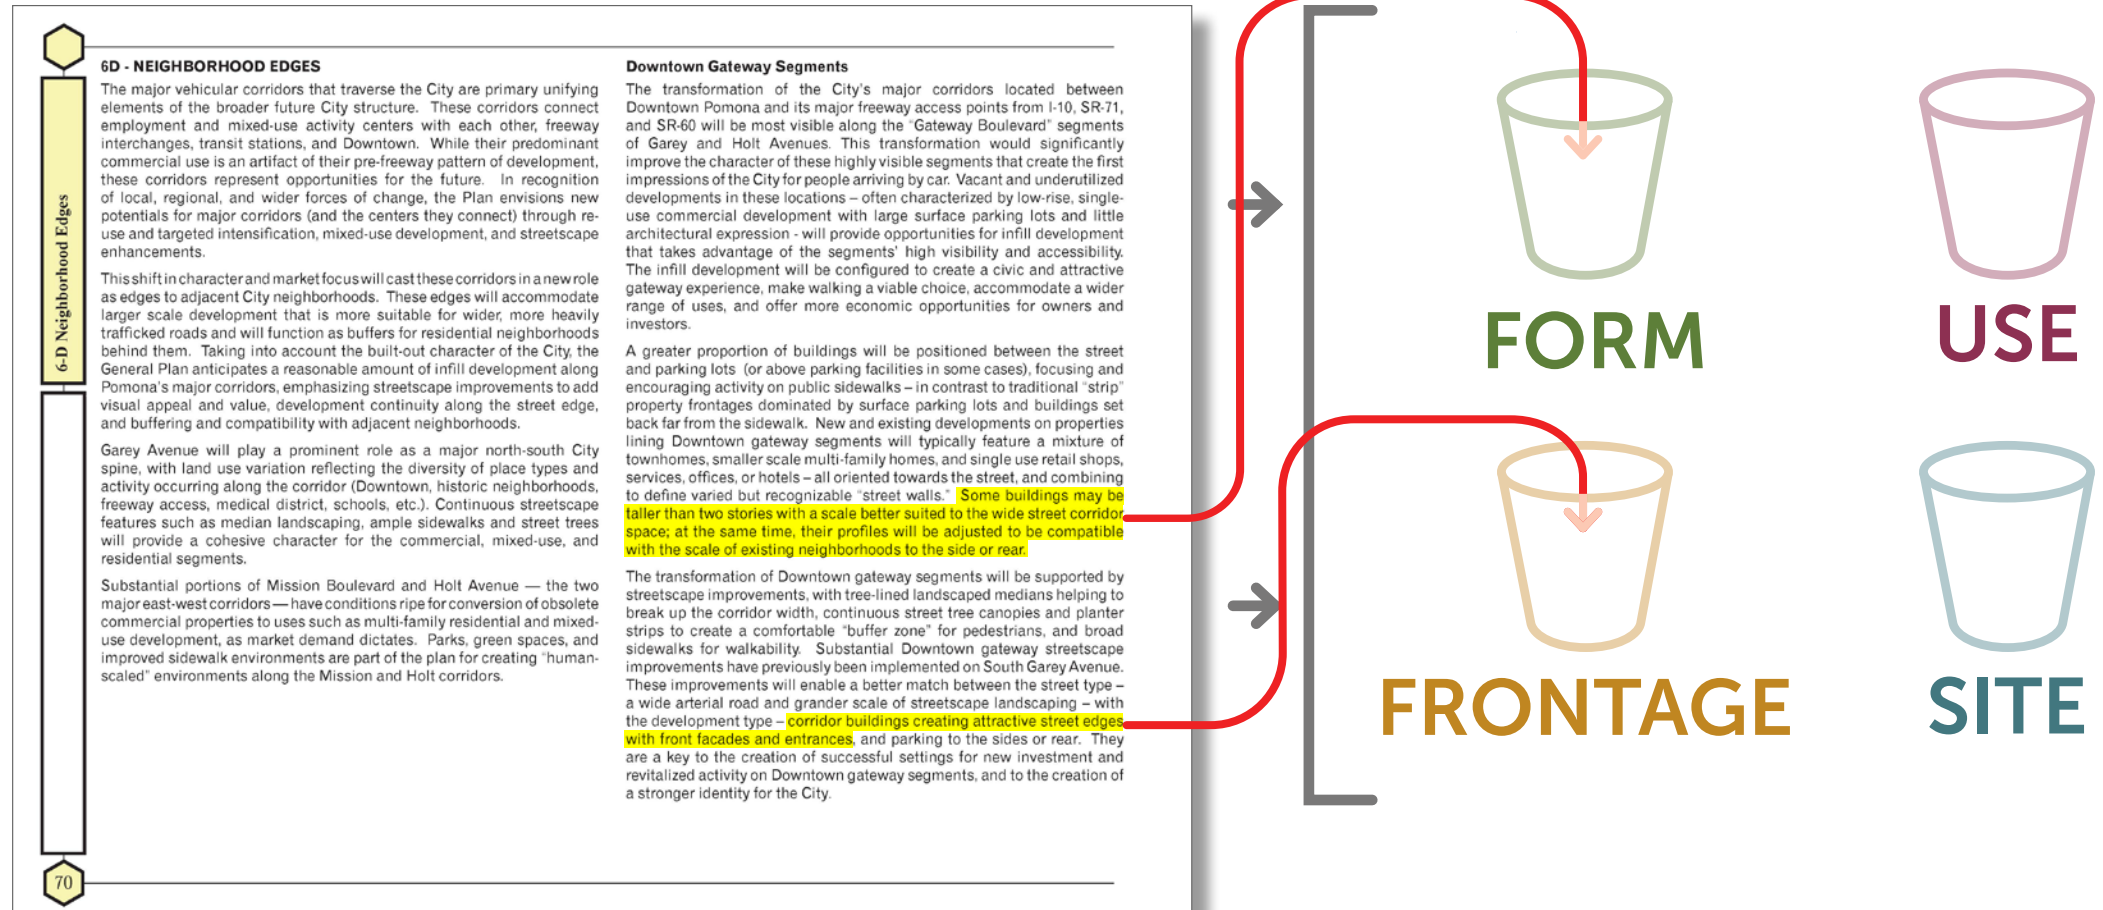 6-D Neighborhood Edges
6D - NEIGHBORHOOD EDGES
The major vehicular corridors that traverse the City are primary unifying
elements of the broader future City structure. These corridors connect
employment and mixed-use activity centers with each other, freeway
interchanges, transit stations, and Downtown. While their predominant
commercial use is an artifact of their pre-freeway pattern of development,
these corridors represent opportunities for the future. In recognition
of local, regional, and wider forces of change, the Plan envisions new
potentials for major corridors (and the centers they connect) through re-
use and targeted intensification, mixed-use development, and streetscape
enhancements.
This shift in character and market focus will cast these corridors in a new role
as edges to adjacent City neighborhoods. These edges will accommodate
larger scale development that is more suitable for wider, more heavily
trafficked roads and will function as buffers for residential neighborhoods
behind them. Taking into account the built-out character of the City, the
General Plan anticipates a reasonable amount of infill development along
Pomona's major corridors, emphasizing streetscape improvements to add
visual appeal and value, development continuity along the street edge,
and buffering and compatibility with adjacent neighborhoods.
Garey Avenue will play a prominent role as a major north-south City
spine, with land use variation reflecting the diversity of place types and
activity occurring along the corridor (Downtown, historic neighborhoods,
freeway access, medical district, schools, etc.). Continuous streetscape
features such as median landscaping, ample sidewalks and street trees
will provide a cohesive character for the commercial, mixed-use, and
residential segments.
Substantial portions of Mission Boulevard and Holt Avenue — the two
major east-west corridors — have conditions ripe for conversion of obsolete
commercial properties to uses such as multi-family residential and mixed-
use development, as market demand dictates. Parks, green spaces, and
improved sidewalk environments are part of the plan for creating "human-
scaled" environments along the Mission and Holt corridors.
70
Downtown Gateway Segments
The transformation of the City's major corridors located between
Downtown Pomona and its major freeway access points from I-10, SR-71,
and SR-60 will be most visible along the "Gateway Boulevard" segments
of Garey and Holt Avenues. This transformation would significantly
improve the character of these highly visible segments that create the first
impressions of the City for people arriving by car. Vacant and underutilized
developments in these locations – often characterized by low-rise, single-
use commercial development with large surface parking lots and little
architectural expression - will provide opportunities for infill development
that takes advantage of the segments' high visibility and accessibility.
The infill development will be configured to create a civic and attractive
gateway experience, make walking a viable choice, accommodate a wider
range of uses, and offer more economic opportunities for owners and
investors.
A greater proportion of buildings will be positioned between the street
and parking lots (or above parking facilities in some cases), focusing and
encouraging activity on public sidewalks – in contrast to traditional "strip"
property frontages dominated by surface parking lots and buildings set
back far from the sidewalk. New and existing developments on properties
lining Downtown gateway segments will typically feature a mixture of
townhomes, smaller scale multi-family homes, and single use retail shops,
services, offices, or hotels – all oriented towards the street, and combining
to define varied but recognizable "street walls." Some buildings may be
taller than two stories with a scale better suited to the wide street corridor
space; at the same time, their profiles will be adjusted to be compatible
with the scale of existing neighborhoods to the side or rear.
The transformation of Downtown gateway segments will be supported by
streetscape improvements, with tree-lined landscaped medians helping to
break up the corridor width, continuous street tree canopies and planter
strips to create a comfortable "buffer zone" for pedestrians, and broad
sidewalks for walkability. Substantial Downtown gateway streetscape
improvements have previously been implemented on South Garey Avenue.
These improvements will enable a better match between the street type –
a wide arterial road and grander scale of streetscape landscaping – with
the development type – corridor buildings creating attractive street edges
with front facades and entrances, and parking to the sides or rear. They
are a key to the creation of successful settings for new investment and
revitalized activity on Downtown gateway segments, and to the creation of
a stronger identity for the City.
FORM
USE
FRONTAGE
SITE